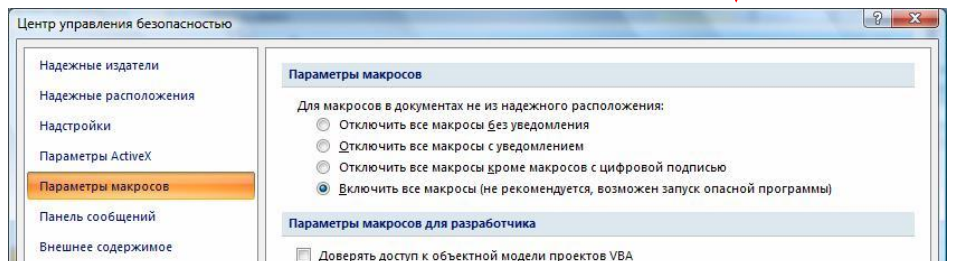 Центр управления безопасностью
Надежные издатели
Надежные расположения
Надстройки
Параметры ActiveX
Параметры макросов
Панель сообщений
Внешнее содержимое
Параметры макросов
Для макросов в документах не из надежного расположения:
Отключить все макросы без уведомления
Отключить все макросы с уведомлением
Отключить все макросы кроме макросов с цифровой подписью
Включить все макросы (не рекомендуется, возможен запуск опасной программы)
Параметры макросов для разработчика
Доверять доступ к объектной модели проектов VBA